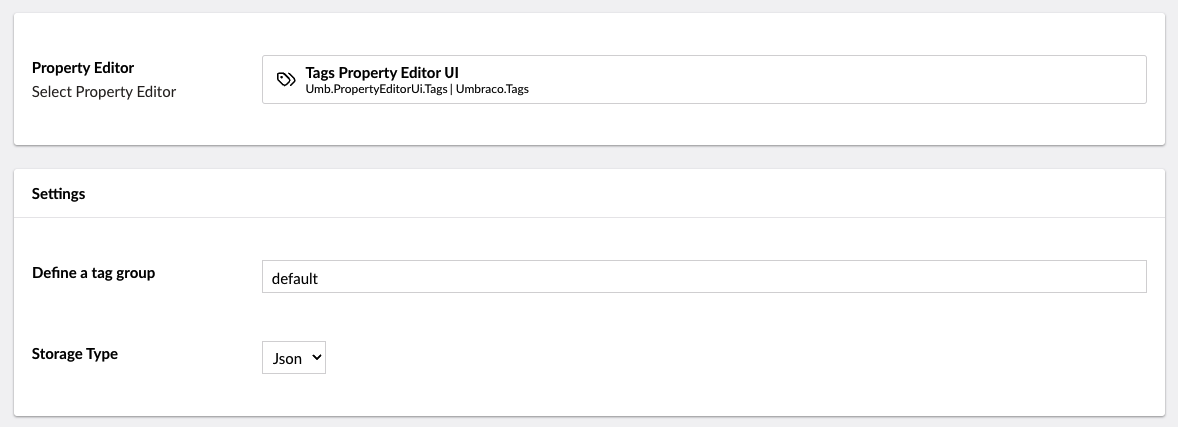 Property Editor
Select Property Editor
Tags Property Editor UI
Umb.PropertyEditorUi.Tags | Umbraco.Tags
Settings
Define a tag group
default
Storage Type
Json